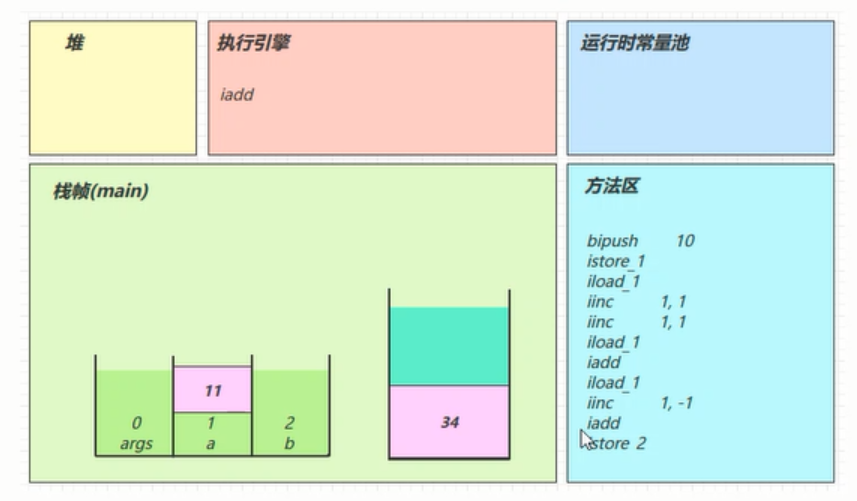 堆
执行引擎
iadd
运行时常量池
栈帧(main)
11
0
args
1
a
2
b
34
方法区
bipush 10
istore_1
iload_1
iinc 1, 1
iinc 1, 1
iload_1
iadd
iload_1
iinc 1, -1
iadd
istore 2